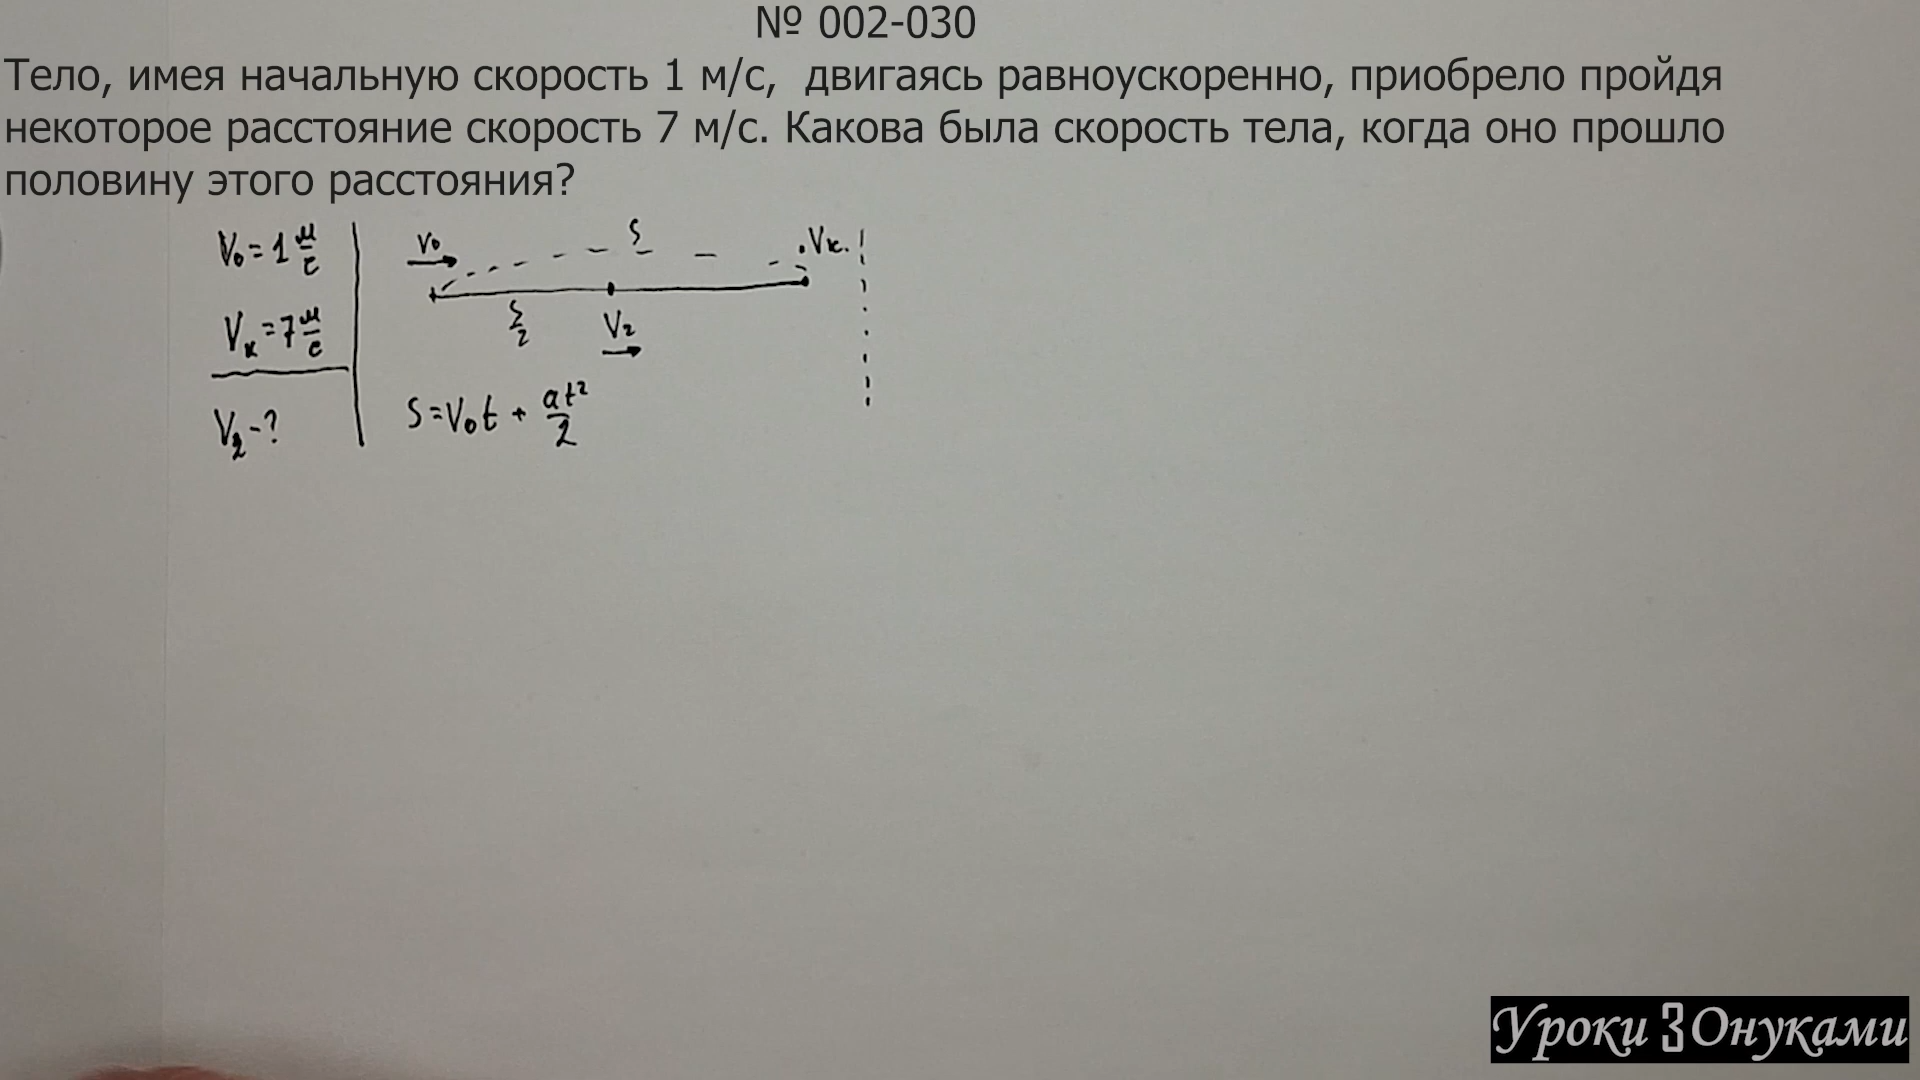 № 002-030
Тело, имея начальную скорость 1 м/с, двигаясь равноускоренно, приобрело пройдя
некоторое расстояние скорость 7 м/с. Какова была скорость тела, когда оно прошло
половину этого расстояния?
V₀ = 1 м/с
Vк = 7 м/с
V₂ - ?
V₀
S
Vк.
S/2
V₂
S = V₀t + at²/2
Уроки З Онуками